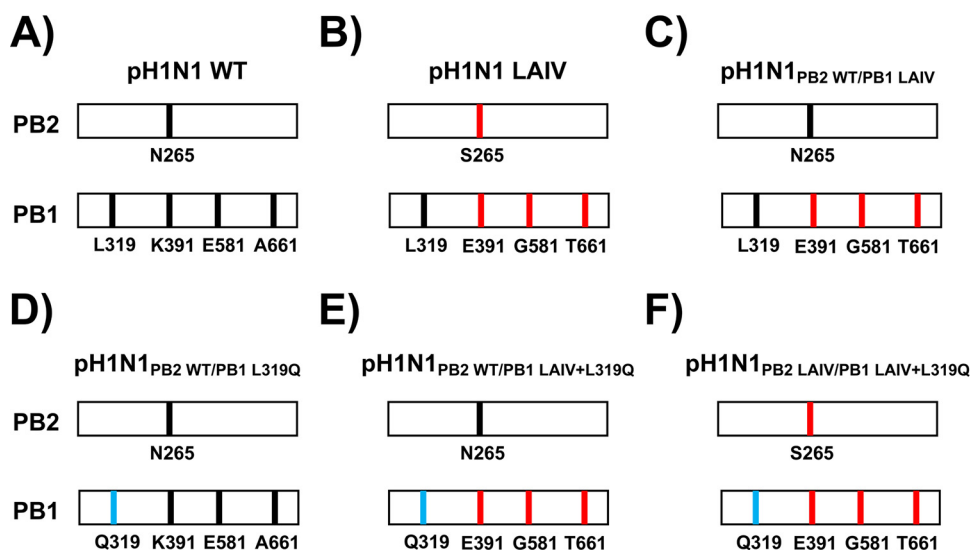 A) B) C)
pH1N1 WT pH1N1 LAIV pH1N1PB2 WT/PB1 LAIV
PB2
N265 S265 N265
PB1
L319 K391 E581 A661 L319 E391 G581 T661 L319 E391 G581 T661
D) E) F)
pH1N1PB2 WT/PB1 L319Q pH1N1PB2 WT/PB1 LAIV+L319Q pH1N1PB2 LAIV/PB1 LAIV+L319Q
PB2
N265 N265 S265
PB1
Q319 K391 E581 A661 Q319 E391 G581 T661 Q319 E391 G581 T661